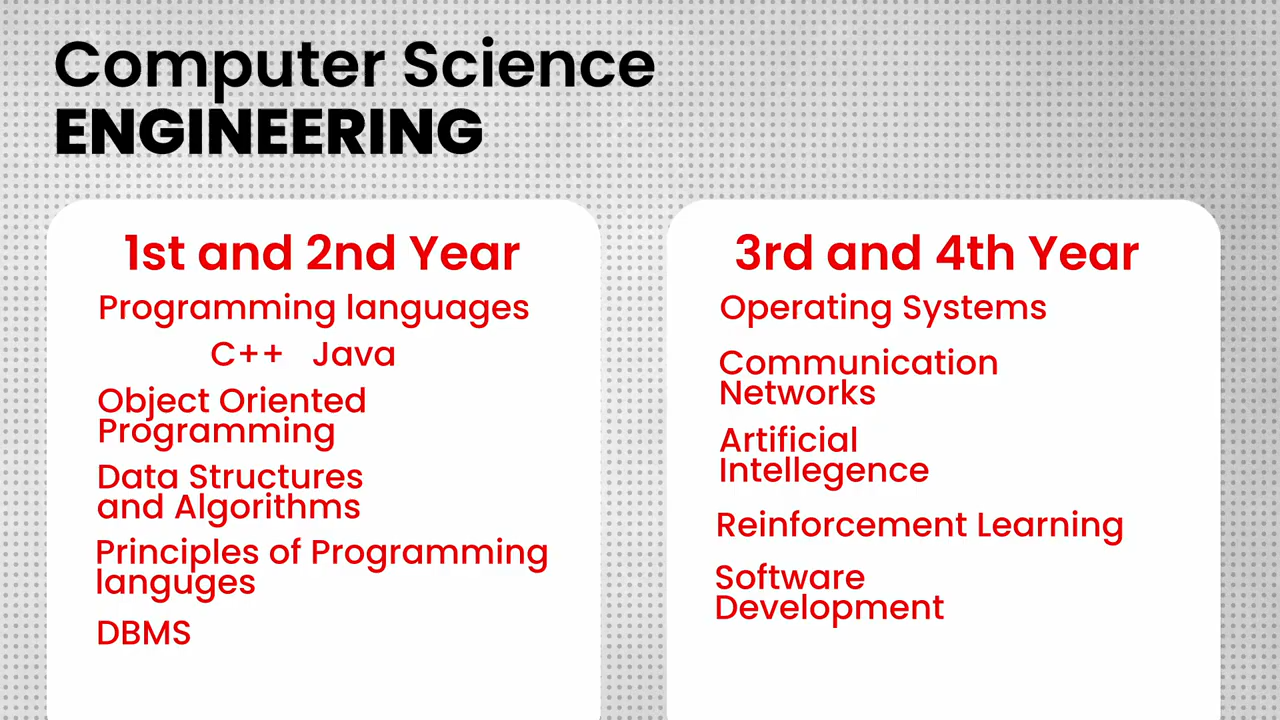 Computer Science
ENGINEERING
1st and 2nd Year
Programming languages
C++ Java
Object Oriented
Programming
Data Structures
and Algorithms
Principles of Programming
languges
DBMS
3rd and 4th Year
Operating Systems
Communication
Networks
Artificial
Intellegence
Reinforcement Learning
Software
Development